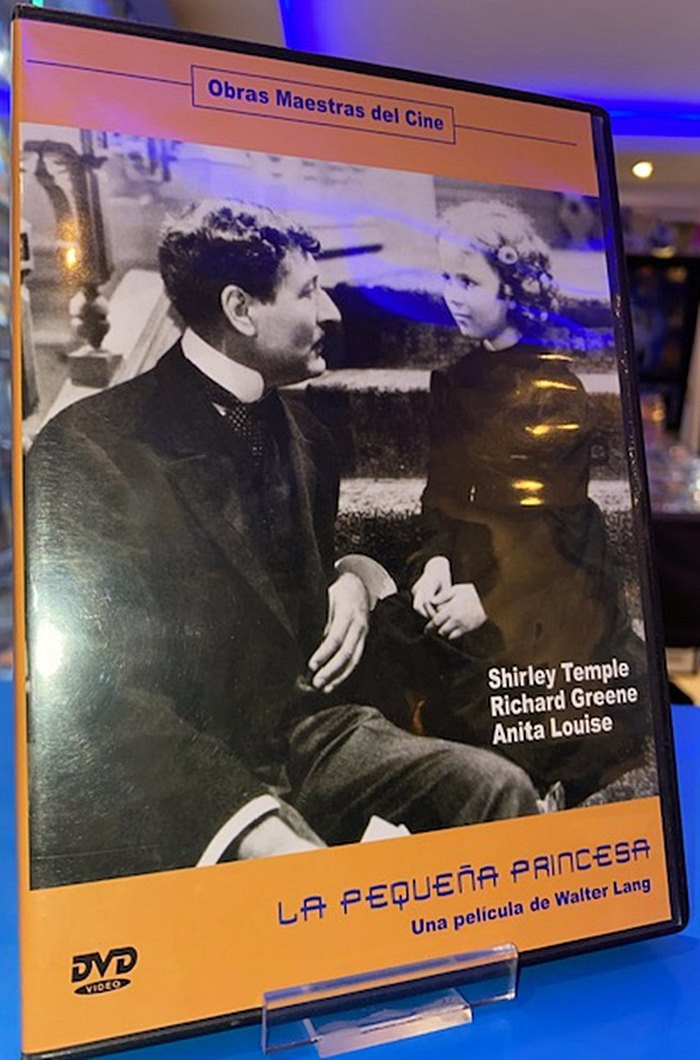 Obras Maestras del Cine
Shirley Temple
Richard Greene
Anita Louise
LA PEQUEÑA PRINCESA
Una película de Walter Lang
DVD
VIDEO